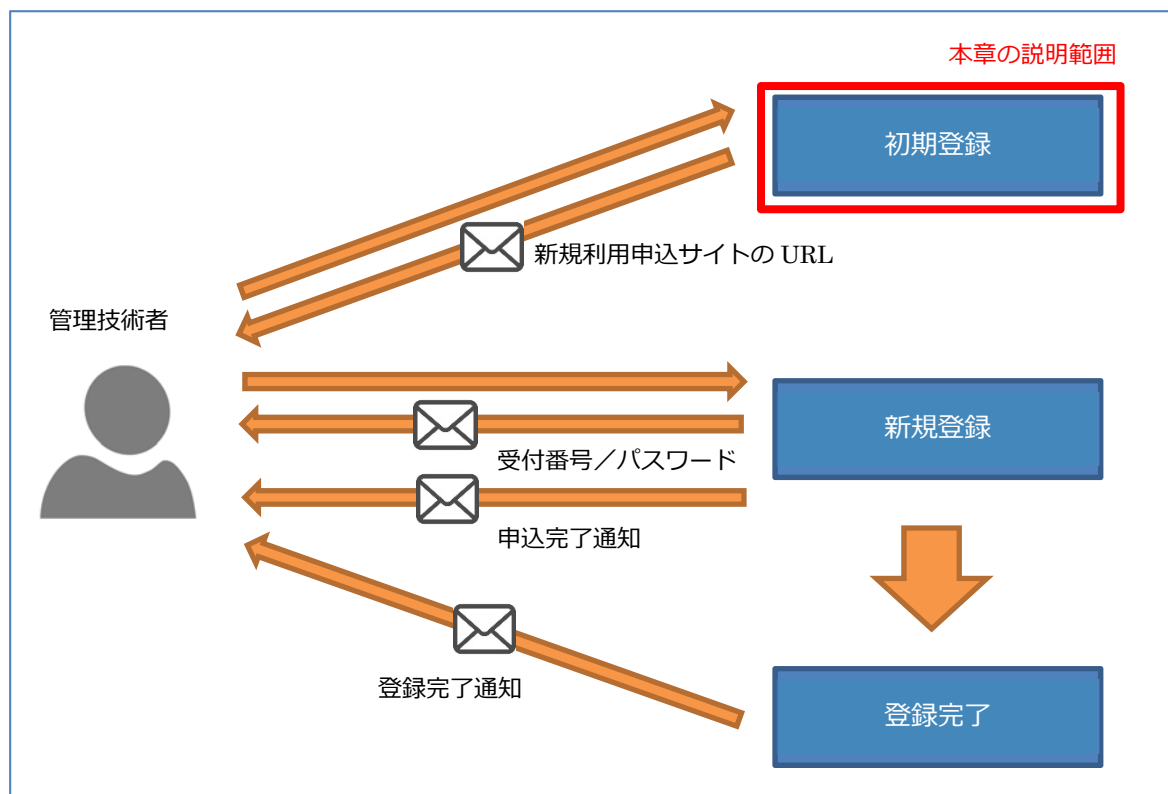 本章の説明範囲
初期登録
新規利用申込サイトの URL
管理技術者
新規登録
受付番号／パスワード
申込完了通知
登録完了通知
登録完了